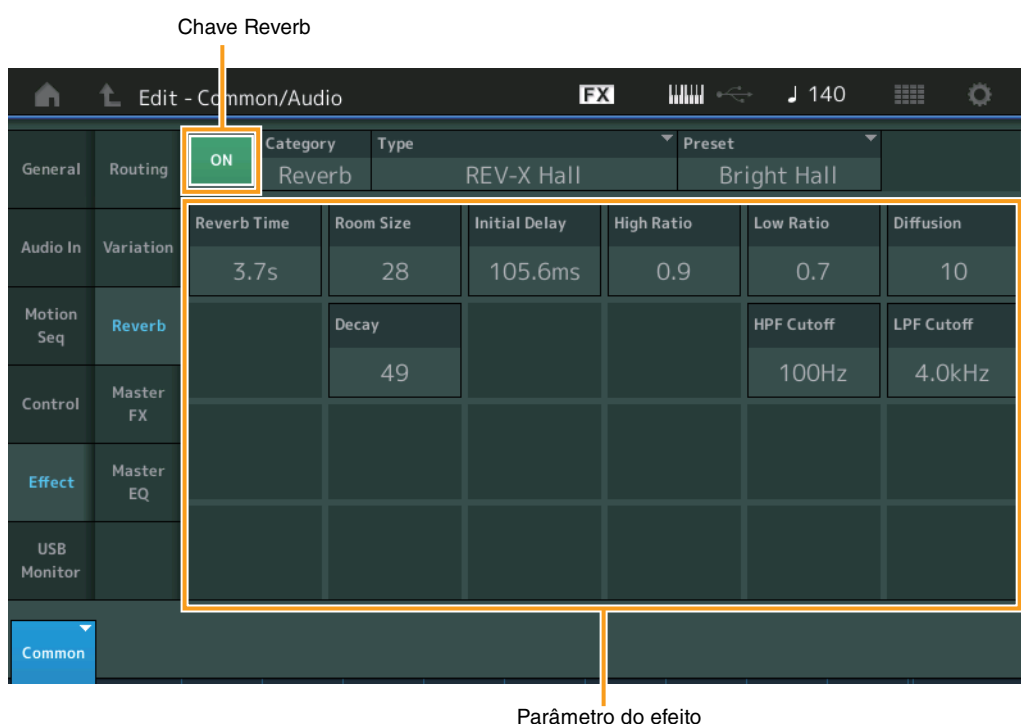 Chave Reverb
Edit - Common/Audio
FX
140
General
Routing
ON
Category
Reverb
Type
REV-X Hall
Preset
Bright Hall
Audio In
Variation
Reverb Time
3.7s
Room Size
28
Initial Delay
105.6ms
High Ratio
0.9
Low Ratio
0.7
Diffusion
10
Motion
Seq
Reverb
Decay
49
HPF Cutoff
100Hz
LPF Cutoff
4.0kHz
Control
Master
FX
Effect
Master
EQ
USB
Monitor
Common
Parâmetro do efeito